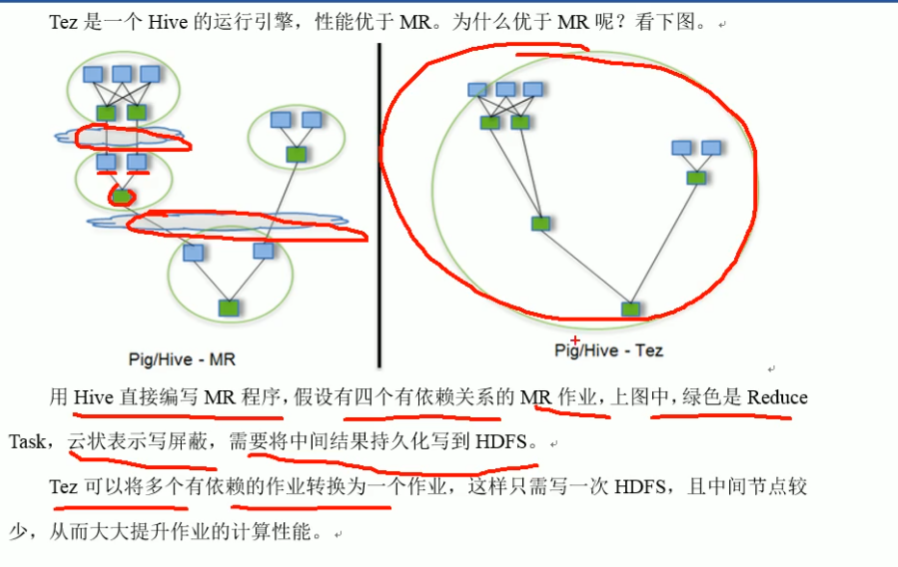 Tez 是一个 Hive 的运行引擎，性能优于 MR。为什么优于 MR 呢？看下图。
Pig/Hive - MR
Pig/Hive - Tez
用 Hive 直接编写 MR 程序，假设有四个有依赖关系的 MR 作业，上图中，绿色是 Reduce
Task，云状表示写屏蔽，需要将中间结果持久化写到 HDFS。
Tez 可以将多个有依赖的作业转换为一个作业，这样只需写一次 HDFS，且中间节点较
少，从而大大提升作业的计算性能。